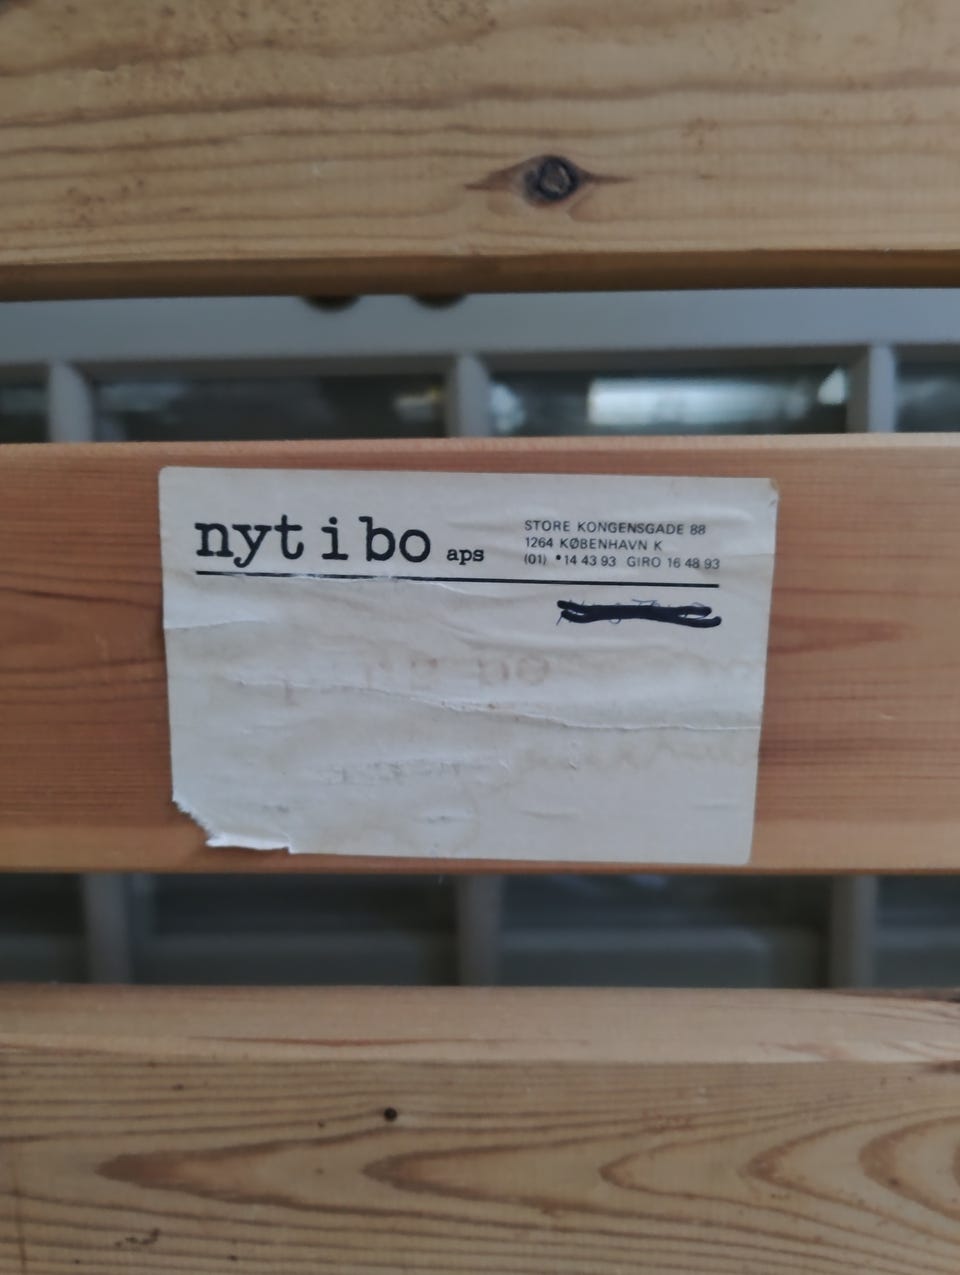 nyt i bo aps
STORE KONGENSGADE 88
1264 KØBENHAVN K
(01) *14 43 93 GIRO 16 48 93